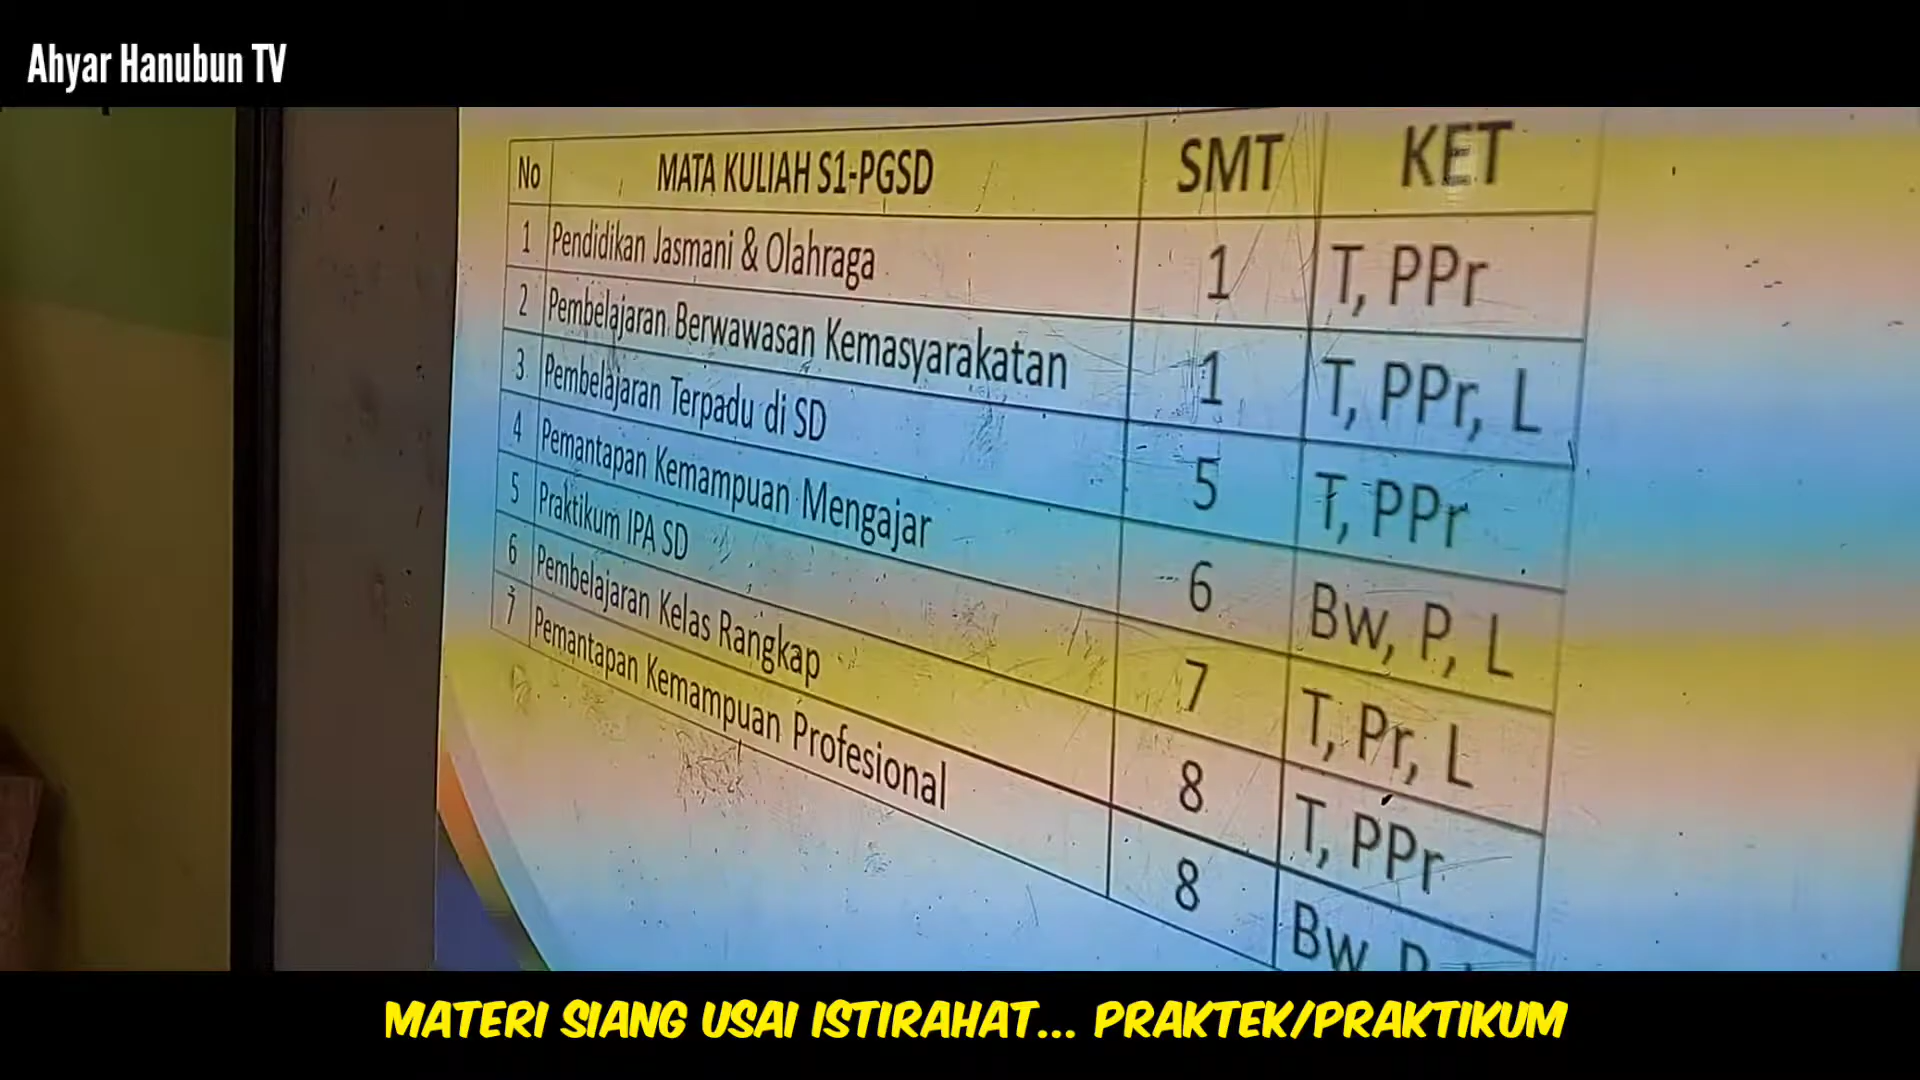 Ahyar Hanubun TV
No MATA KULIAH S1-PGSD SMT KET
1 Pendidikan Jasmani & Olahraga 1 T, PPr
2 Pembelajaran Berwawasan Kemasyarakatan 1 T, PPr, L
3 Pembelajaran Terpadu di SD 5 T, PPr
4 Pemantapan Kemampuan Mengajar 6 Bw, P, L
5 Praktikum IPA SD 7 T, Pr, L
6 Pembelajaran Kelas Rangkap 8 T, PPr
7 Pemantapan Kemampuan Profesional 8 Bw,
MATERI SIANG USAI ISTIRAHAT... PRAKTEK/PRAKTIKUM